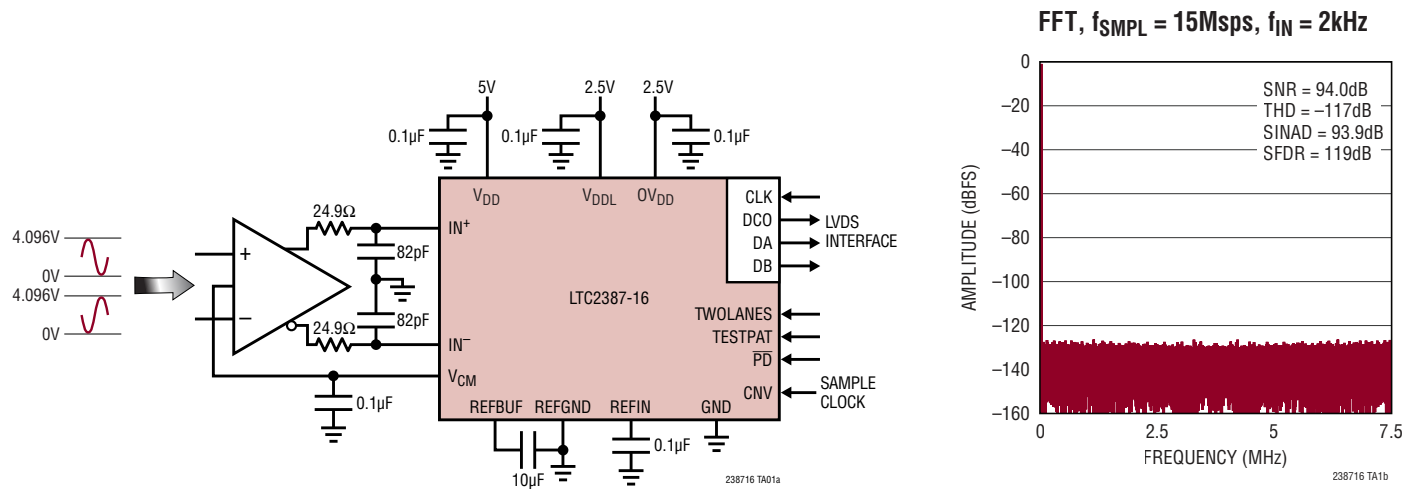 5V
2.5V
2.5V
0.1µF
0.1µF
0.1µF
VDD
VDDL
OVDD
4.096V
0V
4.096V
0V
+
–
24.9Ω
24.9Ω
82pF
82pF
IN+
IN–
VCM
0.1µF
LTC2387-16
CLK
DCO
DA
DB
LVDS
INTERFACE
TWOLANES
TESTPAT
PD
CNV
SAMPLE
CLOCK
REFBUF
REFGND
REFIN
GND
10µF
0.1µF
238716 TA01a
FFT, fSMPL = 15Msps, fIN = 2kHz
SNR = 94.0dB
THD = –117dB
SINAD = 93.9dB
SFDR = 119dB
AMPLITUDE (dBFS)
0
–20
–40
–60
–80
–100
–120
–140
–160
0
2.5
5
7.5
FREQUENCY (MHz)
238716 TA1b